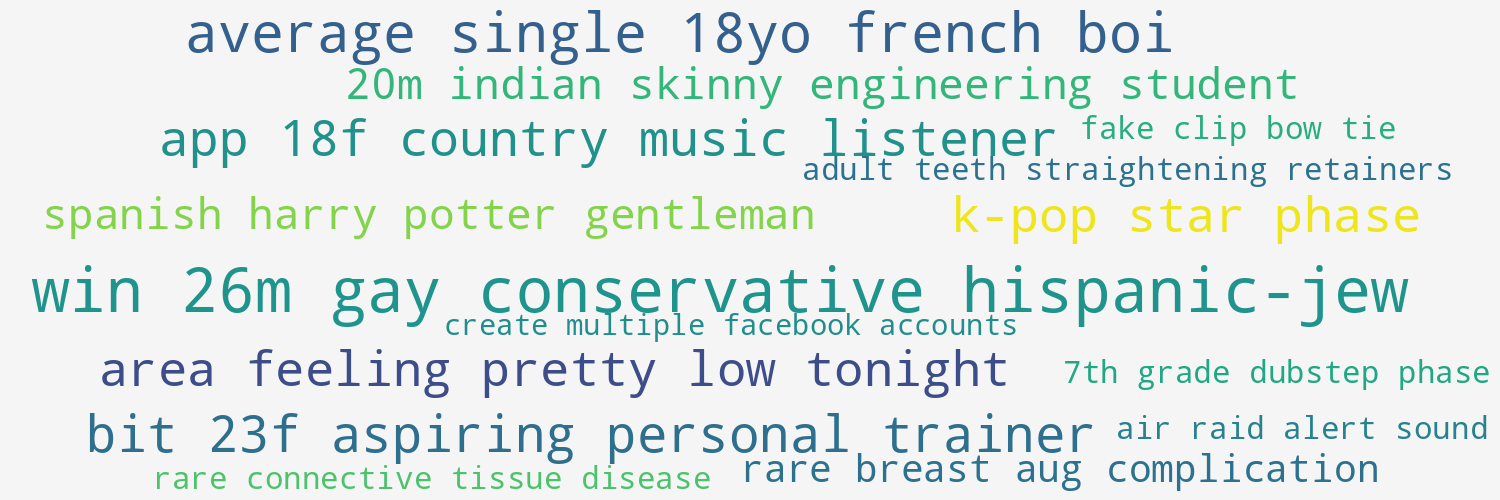 average single 18yo french boi
20m indian skinny engineering student
app 18f country music listener
fake clip bow tie
adult teeth straightening retainers
spanish harry potter gentleman
k-pop star phase
win 26m gay conservative hispanic-jew
create multiple facebook accounts
area feeling pretty low tonight
7th grade dubstep phase
bit 23f aspiring personal trainer
air raid alert sound
rare breast aug complication
rare connective tissue disease